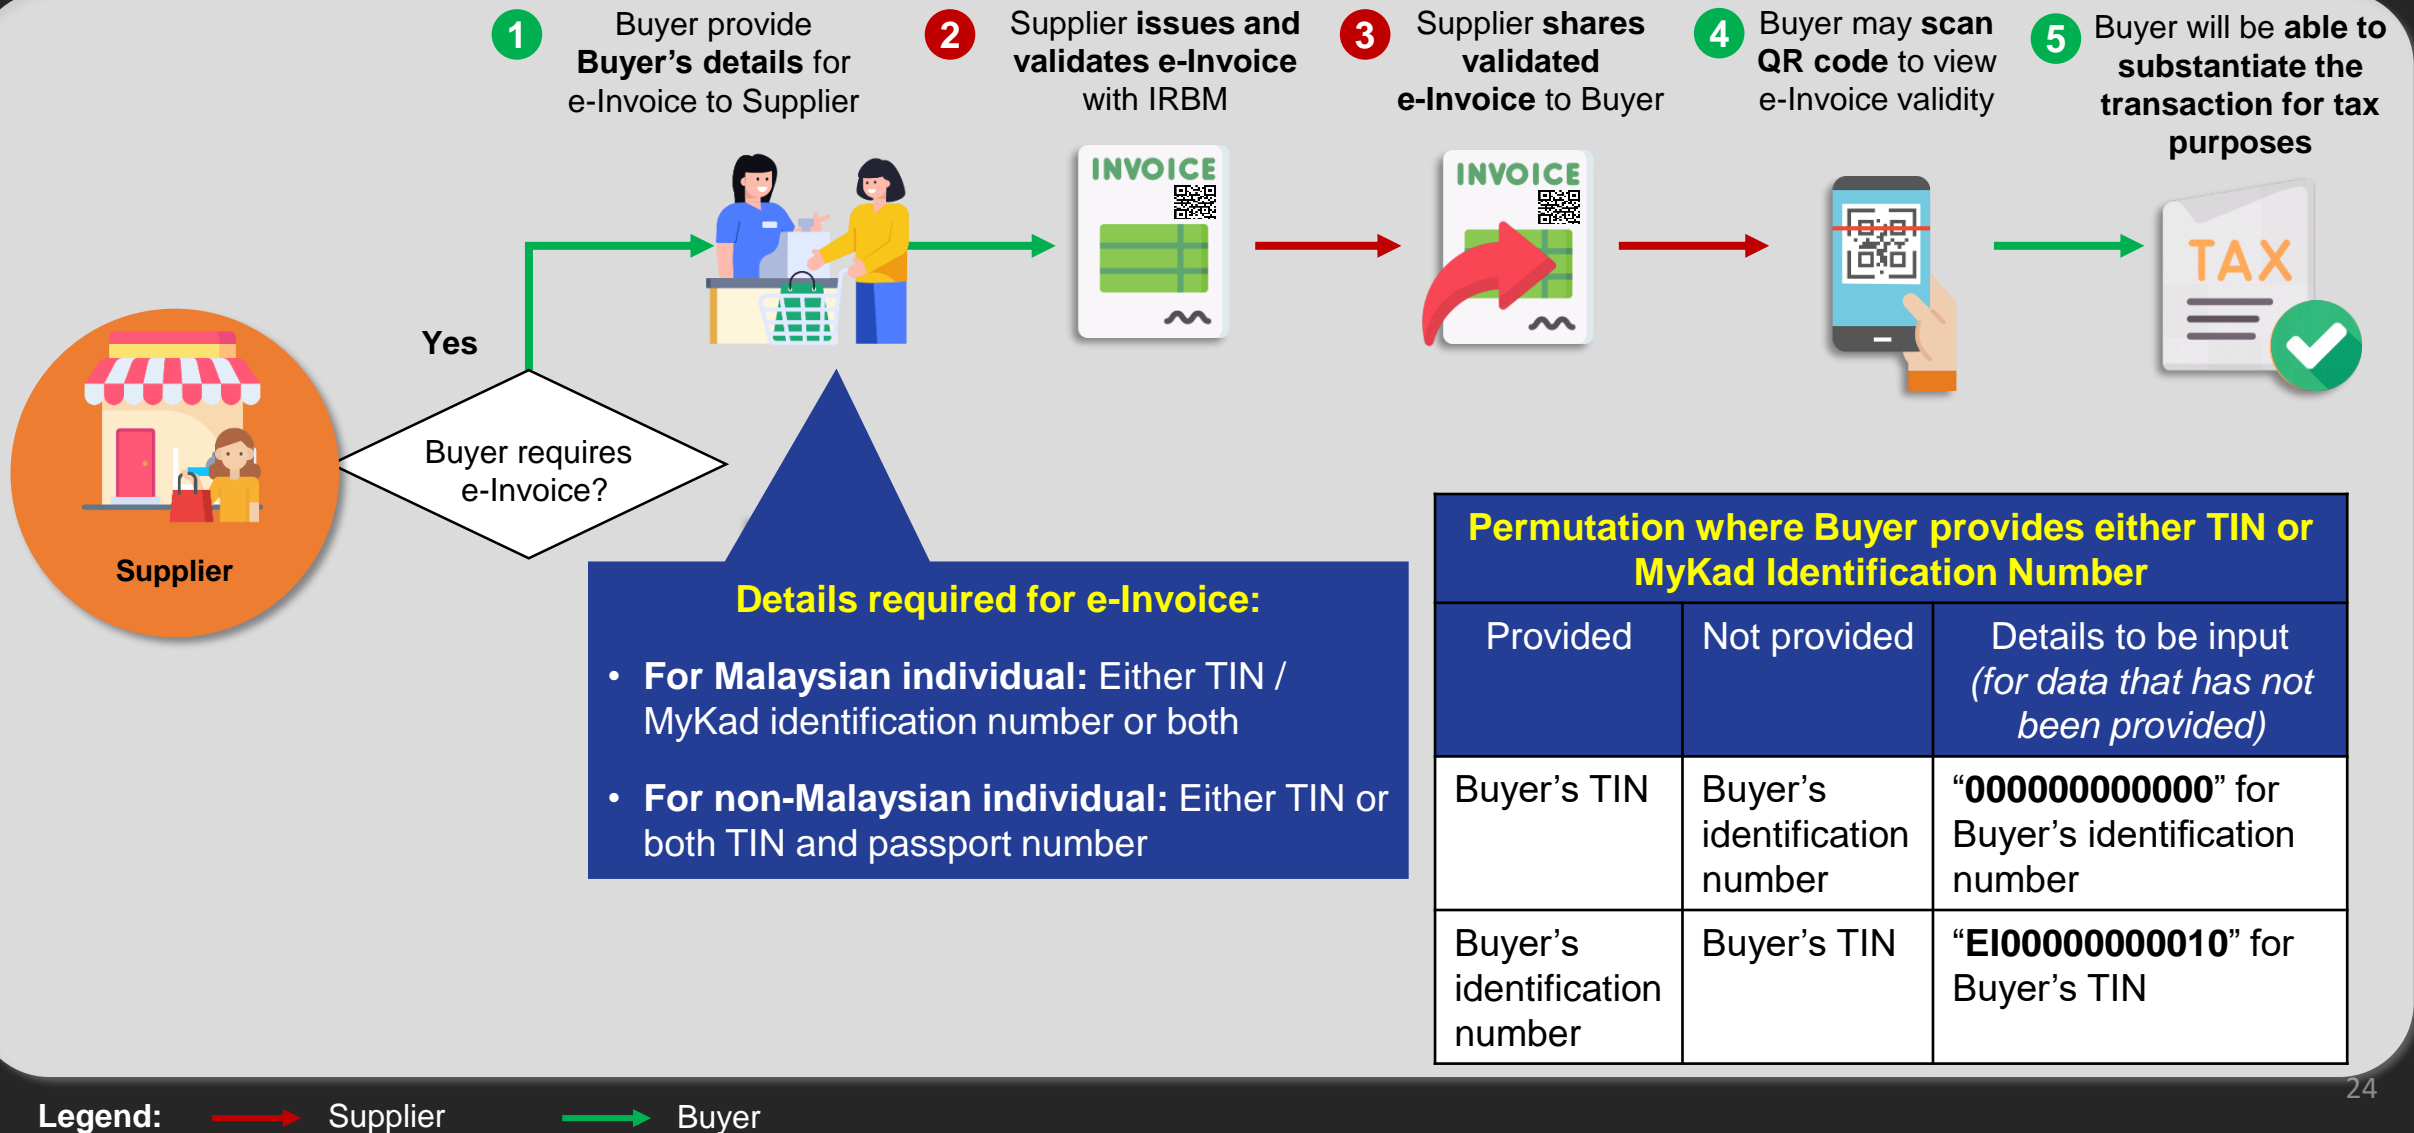 1
Buyer provide
Buyer’s details for
e-Invoice to Supplier
2
Supplier issues and
validates e-Invoice
with IRBM
3
Supplier shares
validated
e-Invoice to Buyer
4
Buyer may scan
QR code to view
e-Invoice validity
5
Buyer will be able to
substantiate the
transaction for tax
purposes
INVOICE
INVOICE
TAX
Yes
Buyer requires
e-Invoice?
Supplier
Details required for e-Invoice:
• For Malaysian individual: Either TIN /
MyKad identification number or both
• For non-Malaysian individual: Either TIN or
both TIN and passport number
Permutation where Buyer provides either TIN or
MyKad Identification Number
Provided
Not provided
Details to be input
(for data that has not
been provided)
Buyer’s TIN
Buyer’s
identification
number
“000000000000” for
Buyer’s identification
number
Buyer’s
identification
number
Buyer’s TIN
“EI00000000010” for
Buyer’s TIN
24
Legend:
Supplier
Buyer